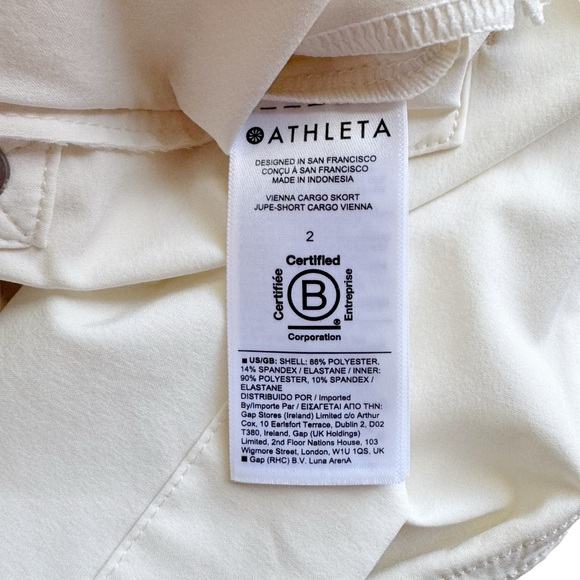 ATHLETA
DESIGNED IN SAN FRANCISCO
CONÇU À SAN FRANCISCO
MADE IN INDONESIA
VIENNA CARGO SKORT
JUPE-SHORT CARGO VIENNA
2
Certified
Certifiée
B
Entreprise
®
Corporation
■ US/GB: SHELL: 86% POLYESTER,
14% SPANDEX / ELASTANE / INNER:
90% POLYESTER, 10% SPANDEX /
ELASTANE
DISTRIBUIDO POR / Imported
By/Importe Par / ΕΙΣΑΓΕΤΑΙ ΑΠΟ ΤΗΝ:
Gap Stores (Ireland) Limited c/o Arthur
Cox, 10 Earlsfort Terrace, Dublin 2, D02
T380, Ireland, Gap (UK Holdings)
Limited, 2nd Floor Nations House, 103
Wigmore Street, London, W1U 1QS, UK
■ Gap (RHC) B.V. Luna ArenA